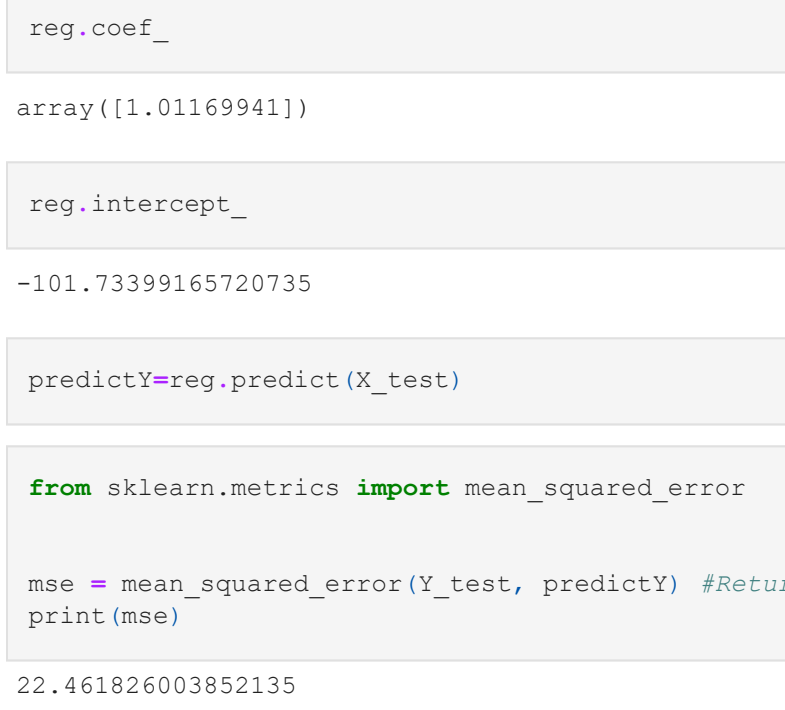 reg.coef_
array([1.01169941])
reg.intercept_
-101.73399165720735
predictY=reg.predict(X_test)
from sklearn.metrics import mean_squared_error
mse = mean_squared_error(Y_test, predictY) #Retur
print(mse)
22.461826003852135